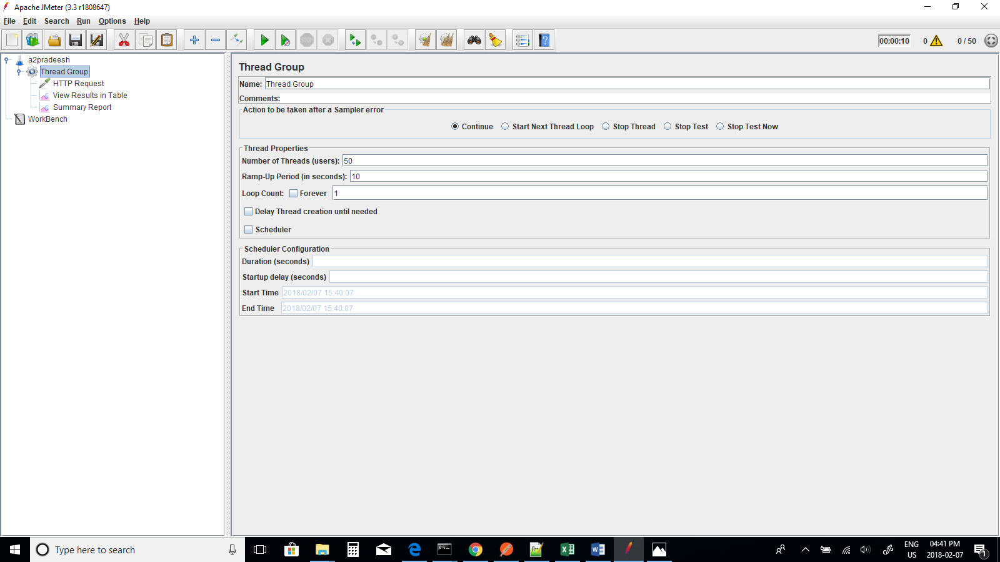 Apache JMeter (3.3 r1808647)
File Edit Search Run Options Help
STOP
00:00:10 0 0 / 50
a2pradeesh
Thread Group
HTTP Request
View Results in Table
Summary Report
WorkBench
Thread Group
Name: Thread Group
Comments:
Action to be taken after a Sampler error
Continue Start Next Thread Loop Stop Thread Stop Test Stop Test Now
Thread Properties
Number of Threads (users): 50
Ramp-Up Period (in seconds): 10
Loop Count: Forever 1
Delay Thread creation until needed
Scheduler
Scheduler Configuration
Duration (seconds)
Startup delay (seconds)
Start Time 2018/02/07 15:40:07
End Time 2018/02/07 15:40:07
Type here to search
ENG
US
04:41 PM
2018-02-07
1